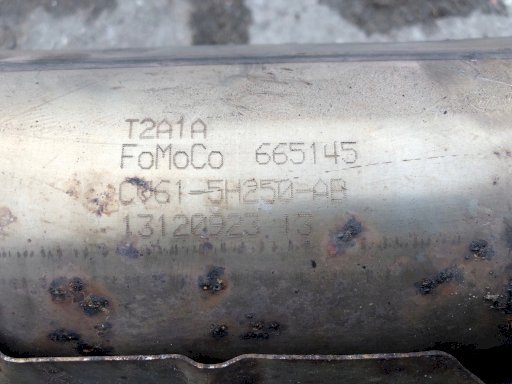 T2A1A
FoMoCo 665145
CV61-5H250-AB
13120923 13